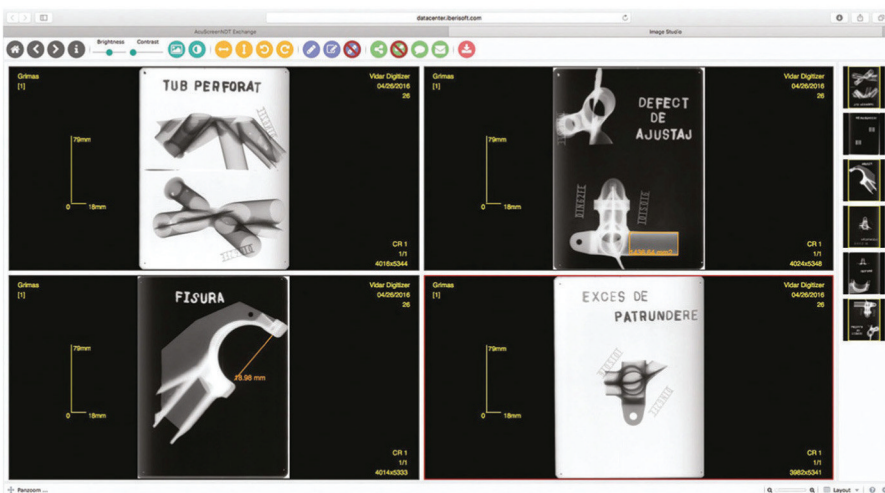 datacenter.iberisoft.com
AcuScreenNDT Exchange
Image Studio
Brightness
Contrast
Grimas
[1]
TUB PERFORAT
Vidar Digitizer
04/26/2016
26
79mm
0
18mm
CR 1
1/1
4016x5344
Grimas
[1]
DEFECT
DE
AJUSTAJ
Vidar Digitizer
04/26/2016
26
79mm
0
18mm
CR 1
1/1
4024x5348
Grimas
[1]
FISURA
Vidar Digitizer
04/26/2016
26
79mm
0
18mm
CR 1
1/1
4014x5333
Grimas
[1]
EXCES DE
PATRUNDERE
Vidar Digitizer
04/26/2016
26
79mm
0
18mm
CR 1
1/1
3982x5341
Panzoom ...
Layout